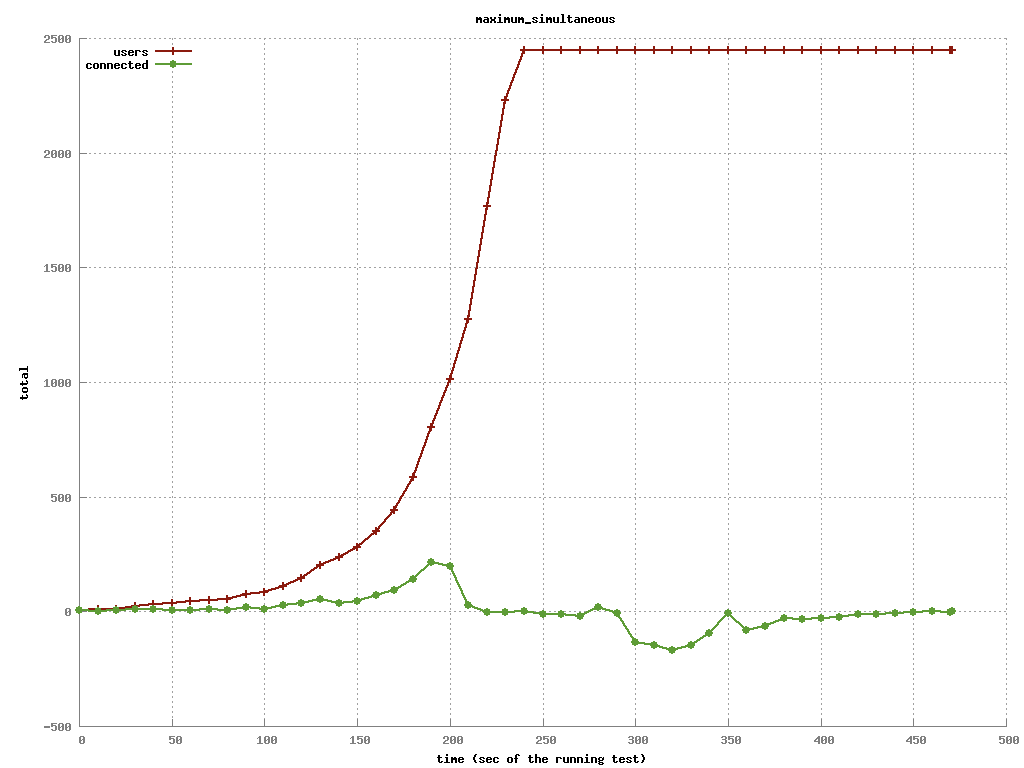 maximum_simultaneous
users
connected
2500
2000
1500
1000
500
0
-500
total
0 50 100 150 200 250 300 350 400 450 500
time (sec of the running test)